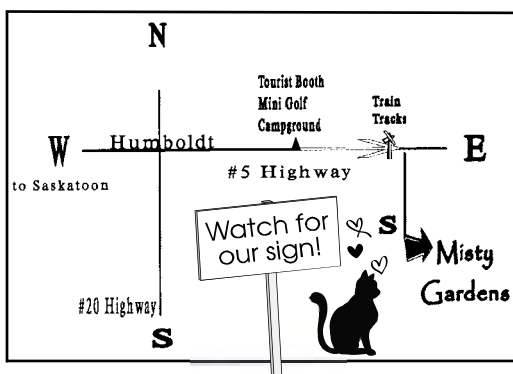 N
Tourist Booth
Mini Golf
Campground
Train
Tracks
W
Humboldt
E
to Saskatoon
#5 Highway
Watch for
our sign!
S
Misty
Gardens
#20 Highway
S